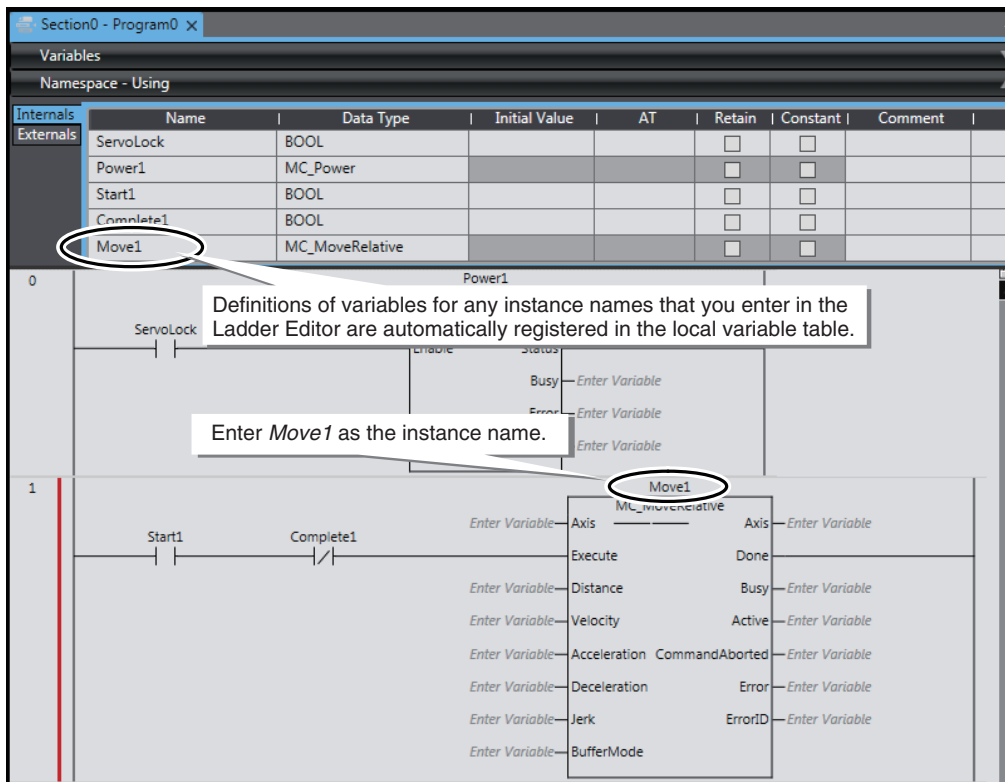 Section0 - Program0 ×
Variables
Namespace - Using
Internals
Externals
Name Data Type Initial Value AT Retain Constant Comment
ServoLock BOOL
Power1 MC_Power
Start1 BOOL
Complete1 BOOL
Move1 MC_MoveRelative
0
Power1
Definitions of variables for any instance names that you enter in the
Ladder Editor are automatically registered in the local variable table.
ServoLock
Enable Status
Busy Enter Variable
Error Enter Variable
Enter Move1 as the instance name.
Enter Variable
1
Move1
MC_MoveRelative
Enter Variable Axis Axis Enter Variable
Start1 Complete1
Execute Done
Enter Variable Distance Busy Enter Variable
Enter Variable Velocity Active Enter Variable
Enter Variable Acceleration CommandAborted Enter Variable
Enter Variable Deceleration Error Enter Variable
Enter Variable Jerk ErrorID Enter Variable
Enter Variable BufferMode